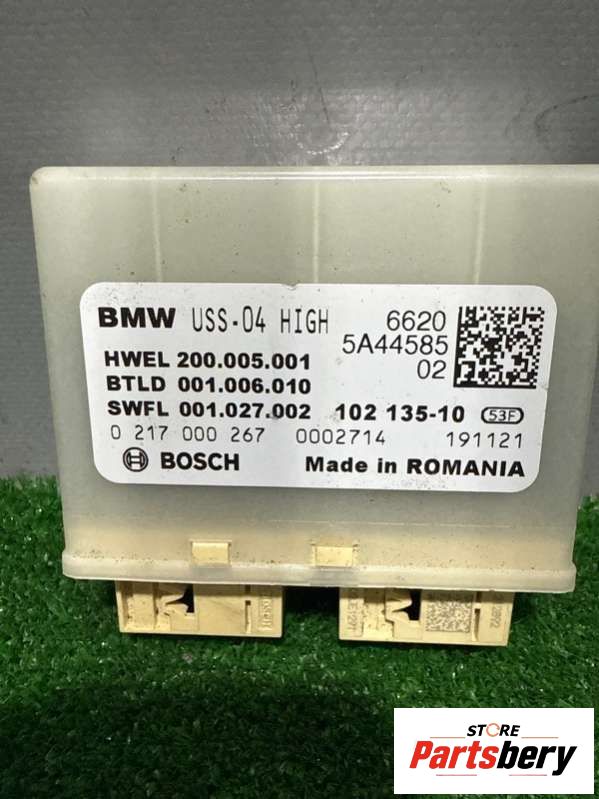 BMW USS-04 HIGH 6620
5A44585
HWEL 200.005.001 02
BTLD 001.006.010
SWFL 001.027.002 102 135-10 53F
0 217 000 267 0002714 191121
BOSCH Made in ROMANIA
STORE
Partsbery